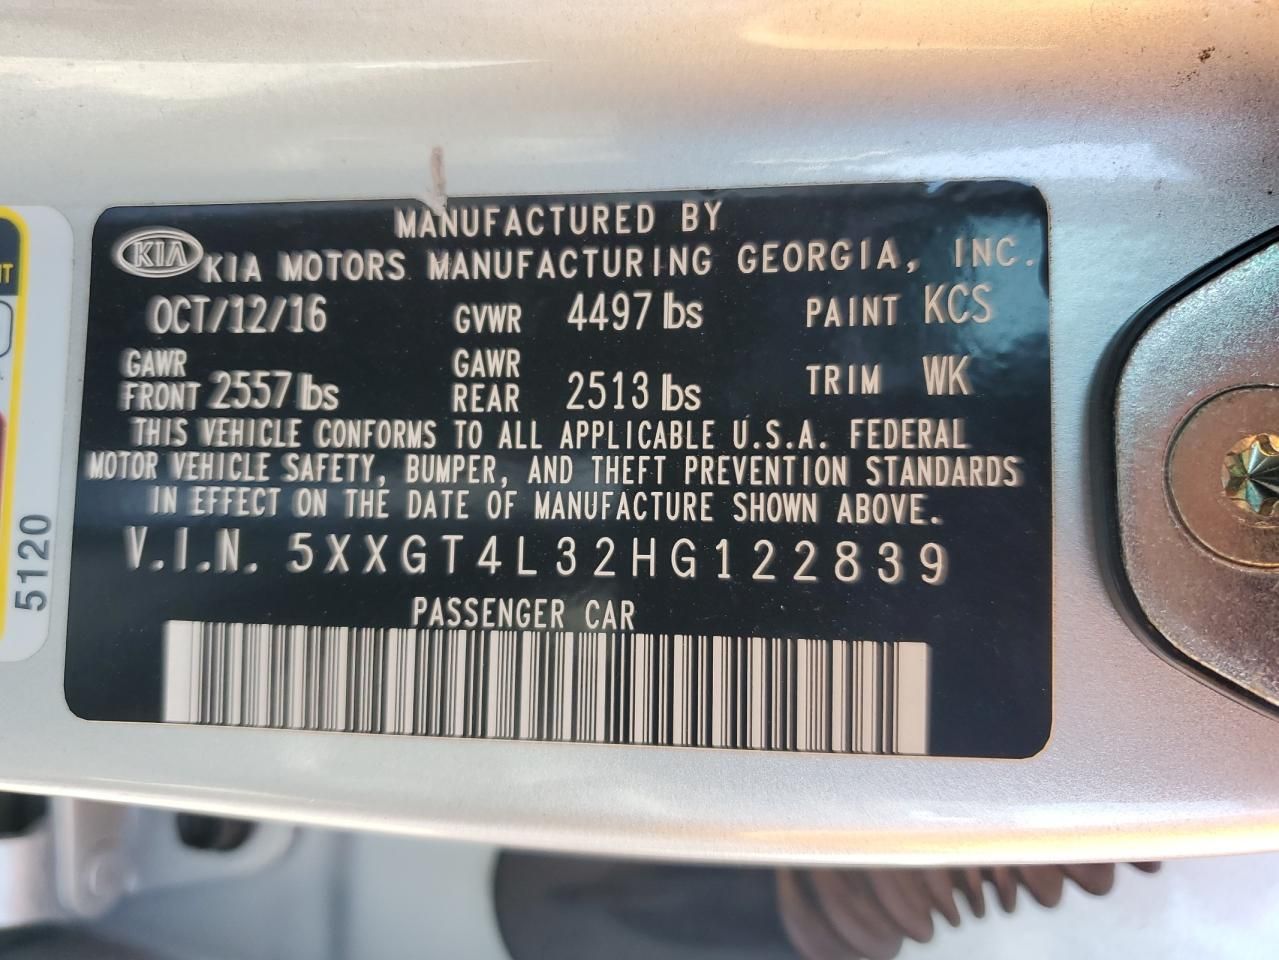 MANUFACTURED BY
KIA KIA MOTORS MANUFACTURING GEORGIA, INC.
OCT/12/16 GVWR 4497 lbs PAINT KCS
GAWR FRONT 2557 lbs GAWR REAR 2513 lbs TRIM WK
THIS VEHICLE CONFORMS TO ALL APPLICABLE U.S.A. FEDERAL
MOTOR VEHICLE SAFETY, BUMPER, AND THEFT PREVENTION STANDARDS
IN EFFECT ON THE DATE OF MANUFACTURE SHOWN ABOVE.
V.I.N. 5XXGT4L32HG122839
PASSENGER CAR
5120